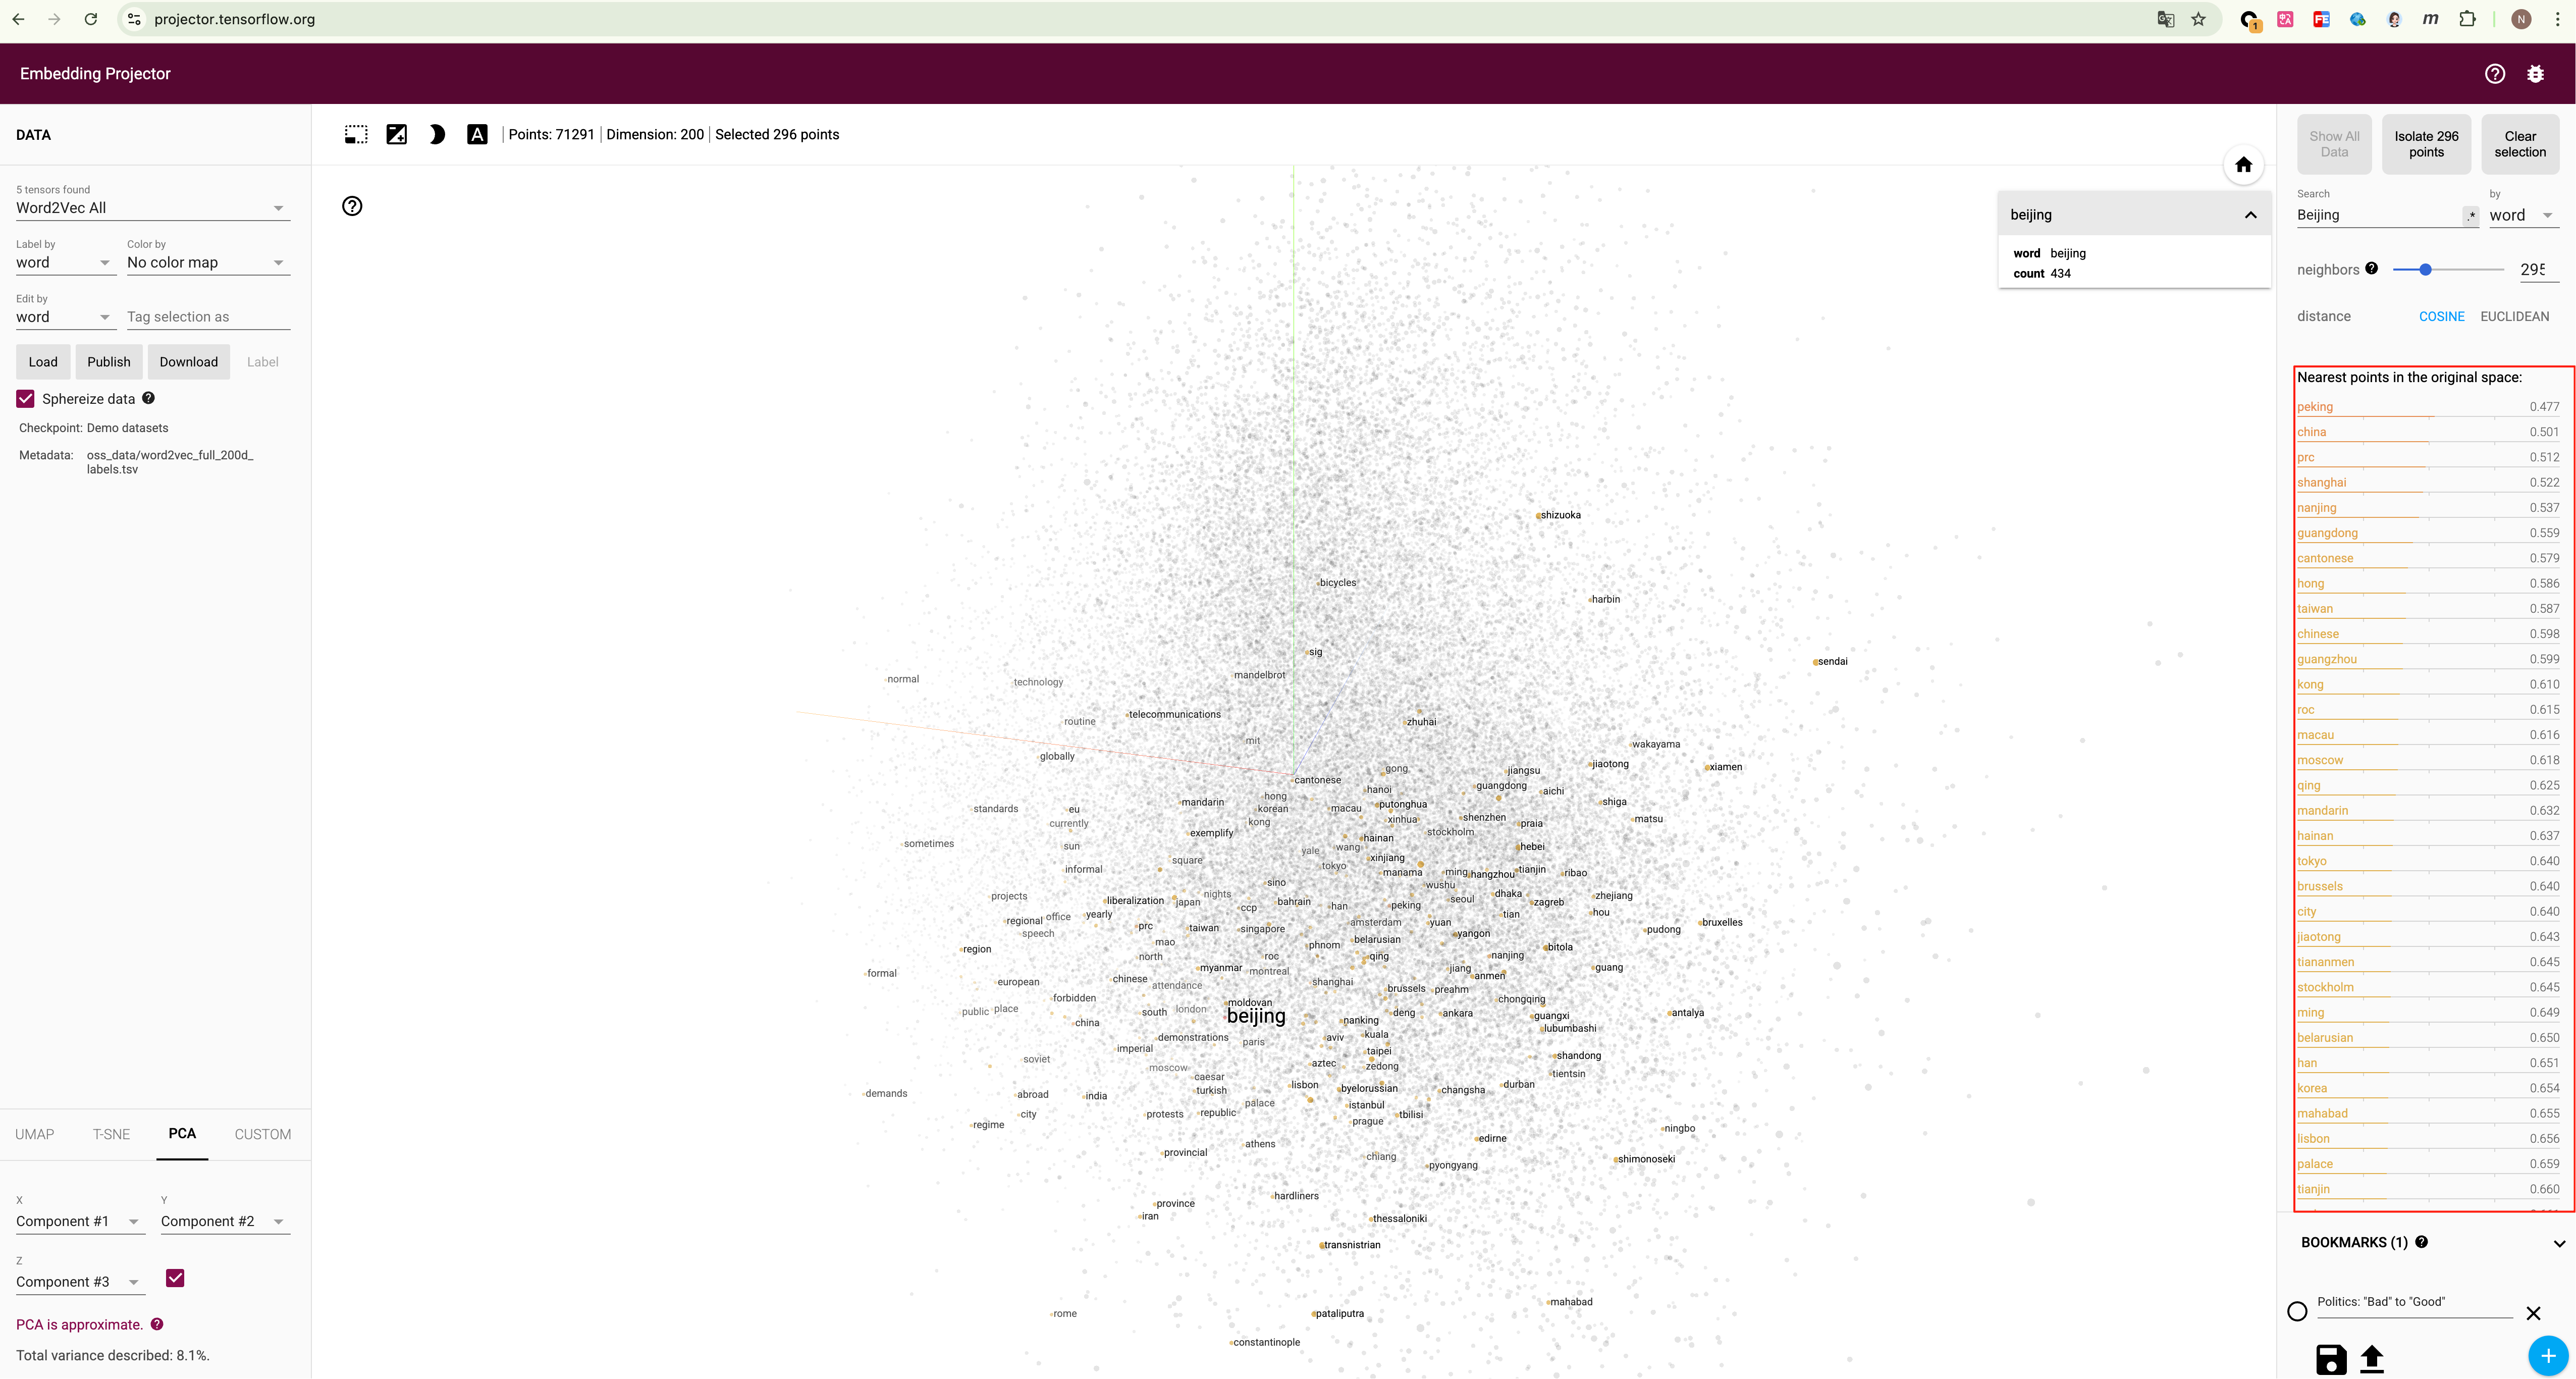 projector.tensorflow.org
1
FE
m
N
Embedding Projector
DATA
5 tensors found
Word2Vec All
Label by
word
Color by
No color map
Edit by
word
Tag selection as
Load
Publish
Download
Label
Sphereize data
Checkpoint: Demo datasets
Metadata: oss_data/word2vec_full_200d_
labels.tsv
UMAP
T-SNE
PCA
CUSTOM
X
Component #1
Y
Component #2
Z
Component #3
PCA is approximate.
Total variance described: 8.1%.
A
Points: 71291 | Dimension: 200 | Selected 296 points
beijing
word beijing
count 434
shizuoka
bicycles
harbin
sig
sendai
mandelbrot
normal
technology
telecommunications
routine
zhuhai
mit
wakayama
globally
jiaotong
xiamen
gong
jiangsu
cantonese
guangdong
hanoi
aichi
hong
mandarin
shiga
putonghua
standards
eu
korean
macau
shenzhen
matsu
xinhua
kong
currently
praia
stockholm
exemplify
hainan
sometimes
sun
wang
hebei
yale
xinjiang
square
tokyo
informal
manama
ming
hangzhou
tianjin
ribao
sino
wushu
nights
dhaka
projects
zhejiang
liberalization
japan
bahrain
seoul
zagreb
ccp
han
peking
yearly
office
tian
hou
regional
amsterdam
yuan
bruxelles
prc
taiwan
singapore
pudong
speech
yangon
belarusian
mao
phnom
bitola
region
north
roc
qing
nanjing
myanmar
montreal
jiang
guang
formal
anmen
chinese
european
shanghai
attendance
brussels
preahm
forbidden
chongqing
moldovan
public
place
south
london
deng
ankara
antalya
beijing
guangxi
china
nanking
lubumbashi
demonstrations
aviv
kuala
paris
imperial
taipei
shandong
soviet
aztec
moscow
zedong
tientsin
caesar
lisbon
durban
turkish
byelorussian
changsha
demands
abroad
india
palace
istanbul
city
protests
republic
tbilisi
prague
regime
ningbo
edirne
athens
provincial
chiang
shimonoseki
pyongyang
hardliners
province
iran
thessaloniki
transnistrian
mahabad
rome
pataliputra
constantinople
Show All
Data
Isolate 296
points
Clear
selection
Search
Beijing
.*
by
word
neighbors
295
distance
COSINE
EUCLIDEAN
Nearest points in the original space:
peking 0.477
china 0.501
prc 0.512
shanghai 0.522
nanjing 0.537
guangdong 0.559
cantonese 0.579
hong 0.586
taiwan 0.587
chinese 0.598
guangzhou 0.599
kong 0.610
roc 0.615
macau 0.616
moscow 0.618
qing 0.625
mandarin 0.632
hainan 0.637
tokyo 0.640
brussels 0.640
city 0.640
jiaotong 0.643
tiananmen 0.645
stockholm 0.645
ming 0.649
belarusian 0.650
han 0.651
korea 0.654
mahabad 0.655
lisbon 0.656
palace 0.659
tianjin 0.660
BOOKMARKS (1)
Politics: "Bad" to "Good"